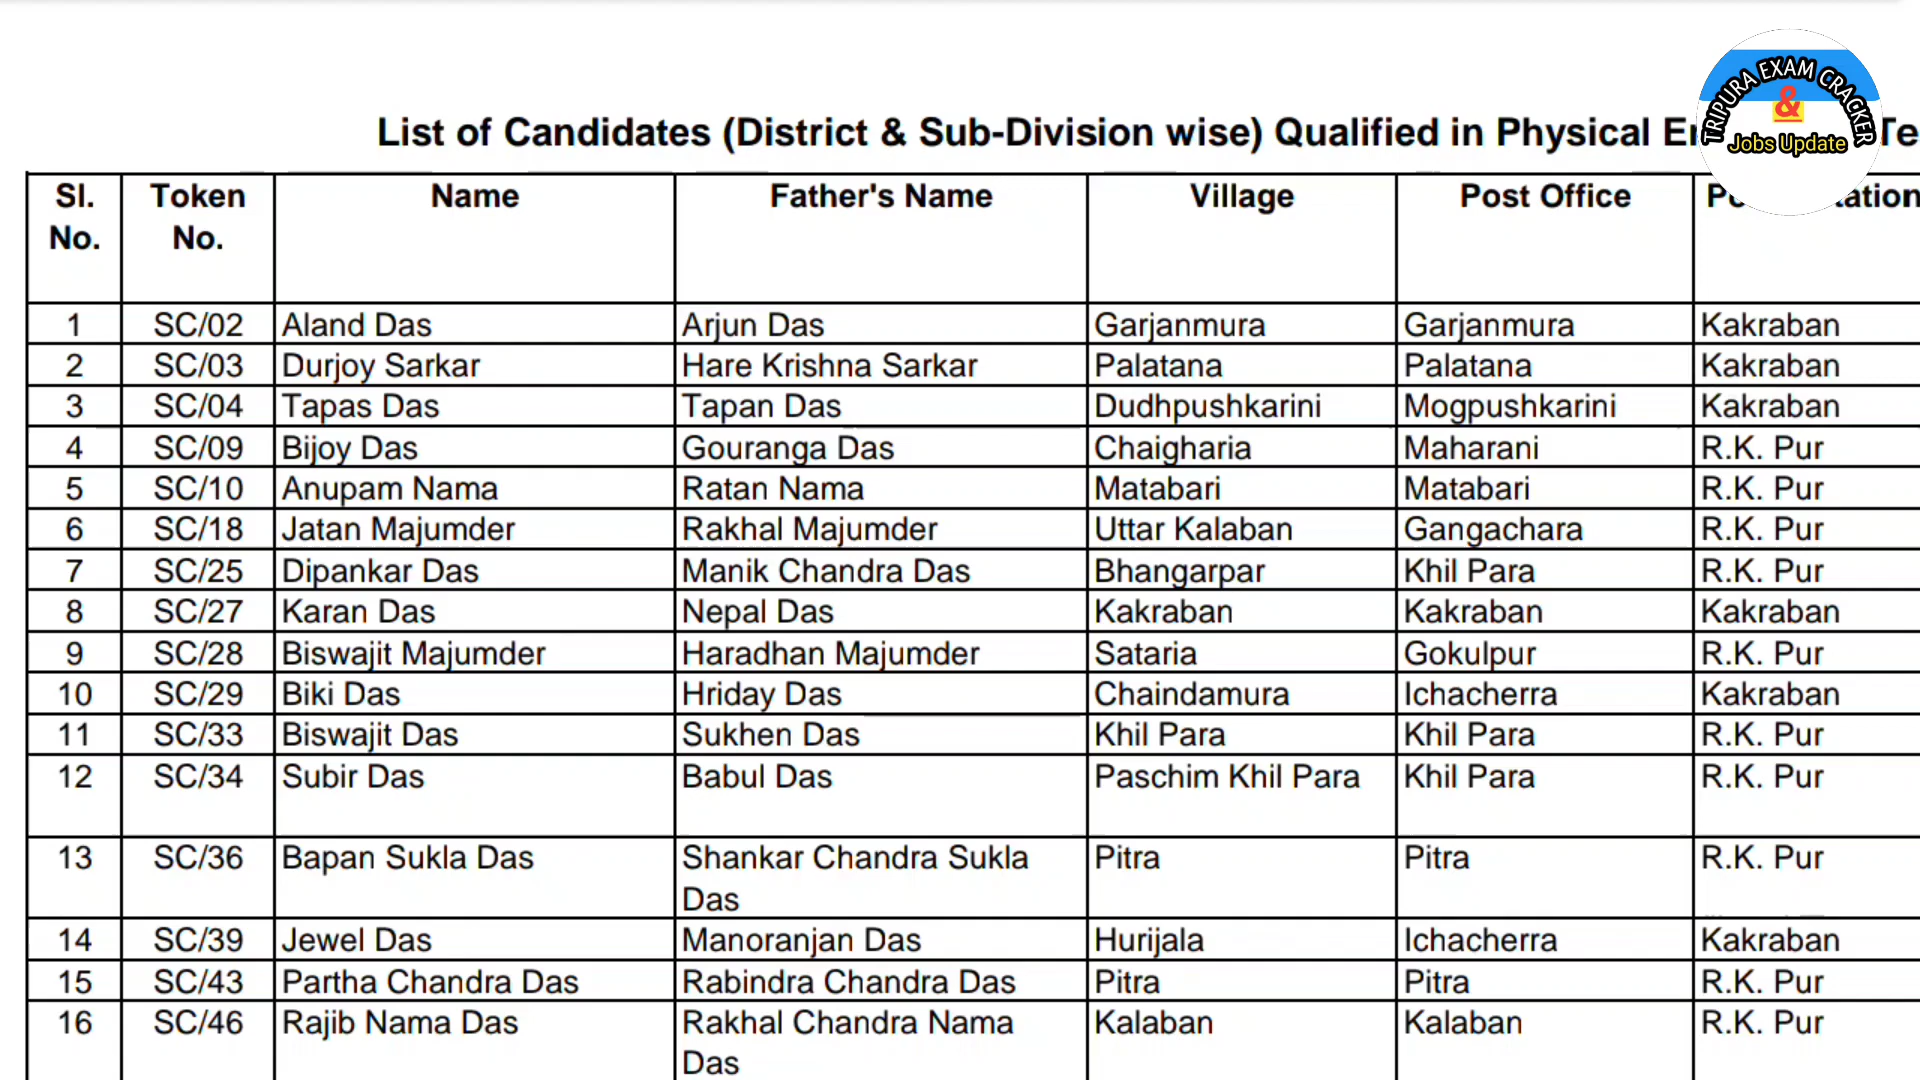 TRIPURA EXAM CRACKER
&
Jobs Update
List of Candidates (District & Sub-Division wise) Qualified in Physical
Sl. No. Token No. Name Father's Name Village Post Office
1 SC/02 Aland Das Arjun Das Garjanmura Garjanmura Kakraban
2 SC/03 Durjoy Sarkar Hare Krishna Sarkar Palatana Palatana Kakraban
3 SC/04 Tapas Das Tapan Das Dudhpushkarini Mogpushkarini Kakraban
4 SC/09 Bijoy Das Gouranga Das Chaigharia Maharani R.K. Pur
5 SC/10 Anupam Nama Ratan Nama Matabari Matabari R.K. Pur
6 SC/18 Jatan Majumder Rakhal Majumder Uttar Kalaban Gangachara R.K. Pur
7 SC/25 Dipankar Das Manik Chandra Das Bhangarpar Khil Para R.K. Pur
8 SC/27 Karan Das Nepal Das Kakraban Kakraban Kakraban
9 SC/28 Biswajit Majumder Haradhan Majumder Sataria Gokulpur R.K. Pur
10 SC/29 Biki Das Hriday Das Chaindamura Ichacherra Kakraban
11 SC/33 Biswajit Das Sukhen Das Khil Para Khil Para R.K. Pur
12 SC/34 Subir Das Babul Das Paschim Khil Para Khil Para R.K. Pur
13 SC/36 Bapan Sukla Das Shankar Chandra Sukla Das Pitra Pitra R.K. Pur
14 SC/39 Jewel Das Manoranjan Das Hurijala Ichacherra Kakraban
15 SC/43 Partha Chandra Das Rabindra Chandra Das Pitra Pitra R.K. Pur
16 SC/46 Rajib Nama Das Rakhal Chandra Nama Das Kalaban Kalaban R.K. Pur